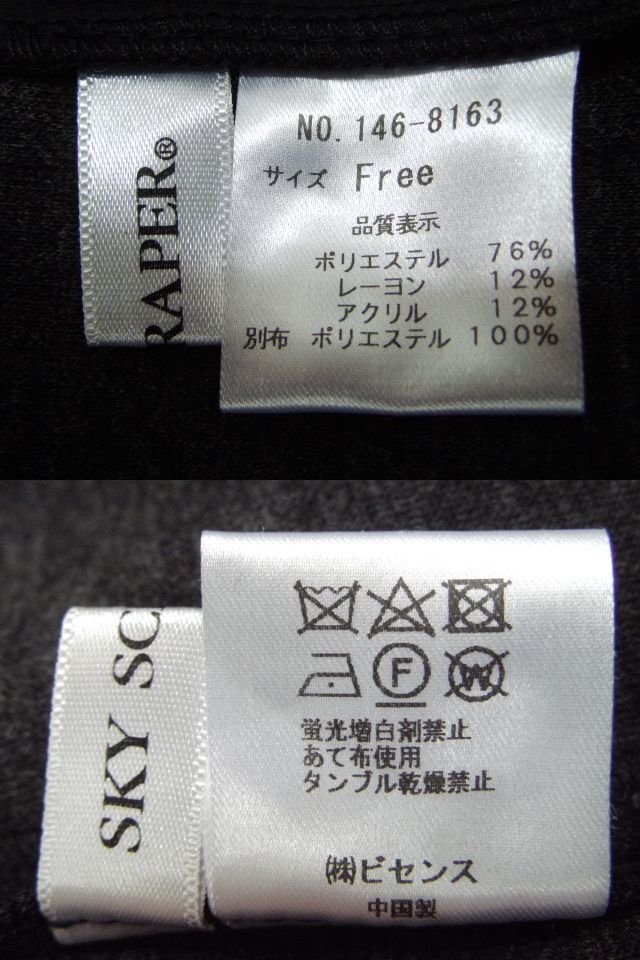 RAPER®
NO. 146-8163
サイズ Free
品質表示
ポリエステル 76%
レーヨン 12%
アクリル 12%
別布 ポリエステル 100%
SKY SC
F
W
蛍光増白剤禁止
あて布使用
タンブル乾燥禁止
㈱ビセンス
中国製